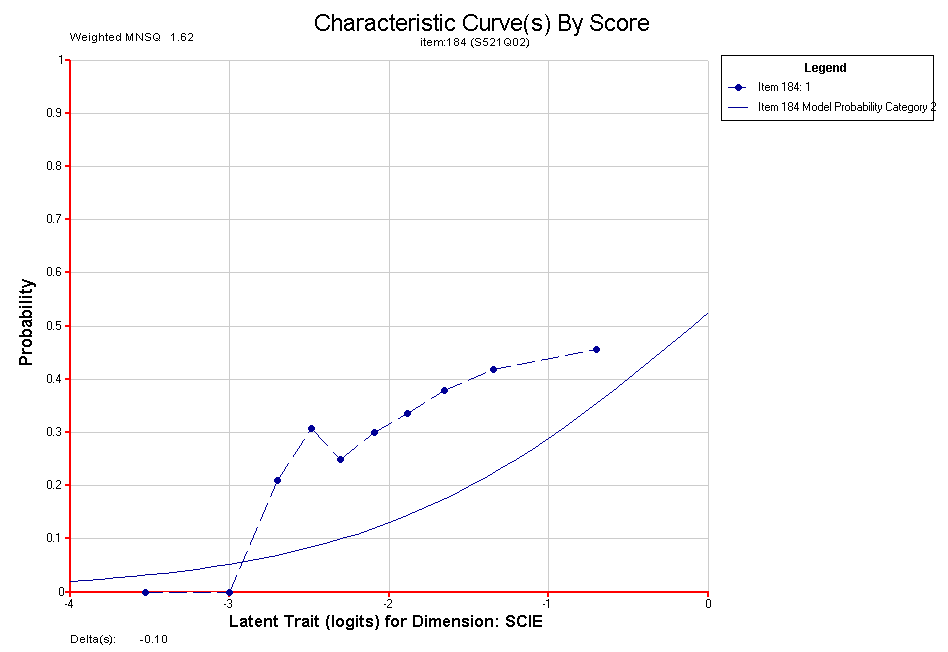 Characteristic Curve(s) By Score
Weighted MNSQ 1.62
item:184 (S521Q02)
Legend
Item 184: 1
Item 184 Model Probability Category 2
Probability
1
0.9
0.8
0.7
0.6
0.5
0.4
0.3
0.2
0.1
0
-4
-3
-2
-1
0
Latent Trait (logits) for Dimension: SCIE
Delta(s): -0.10